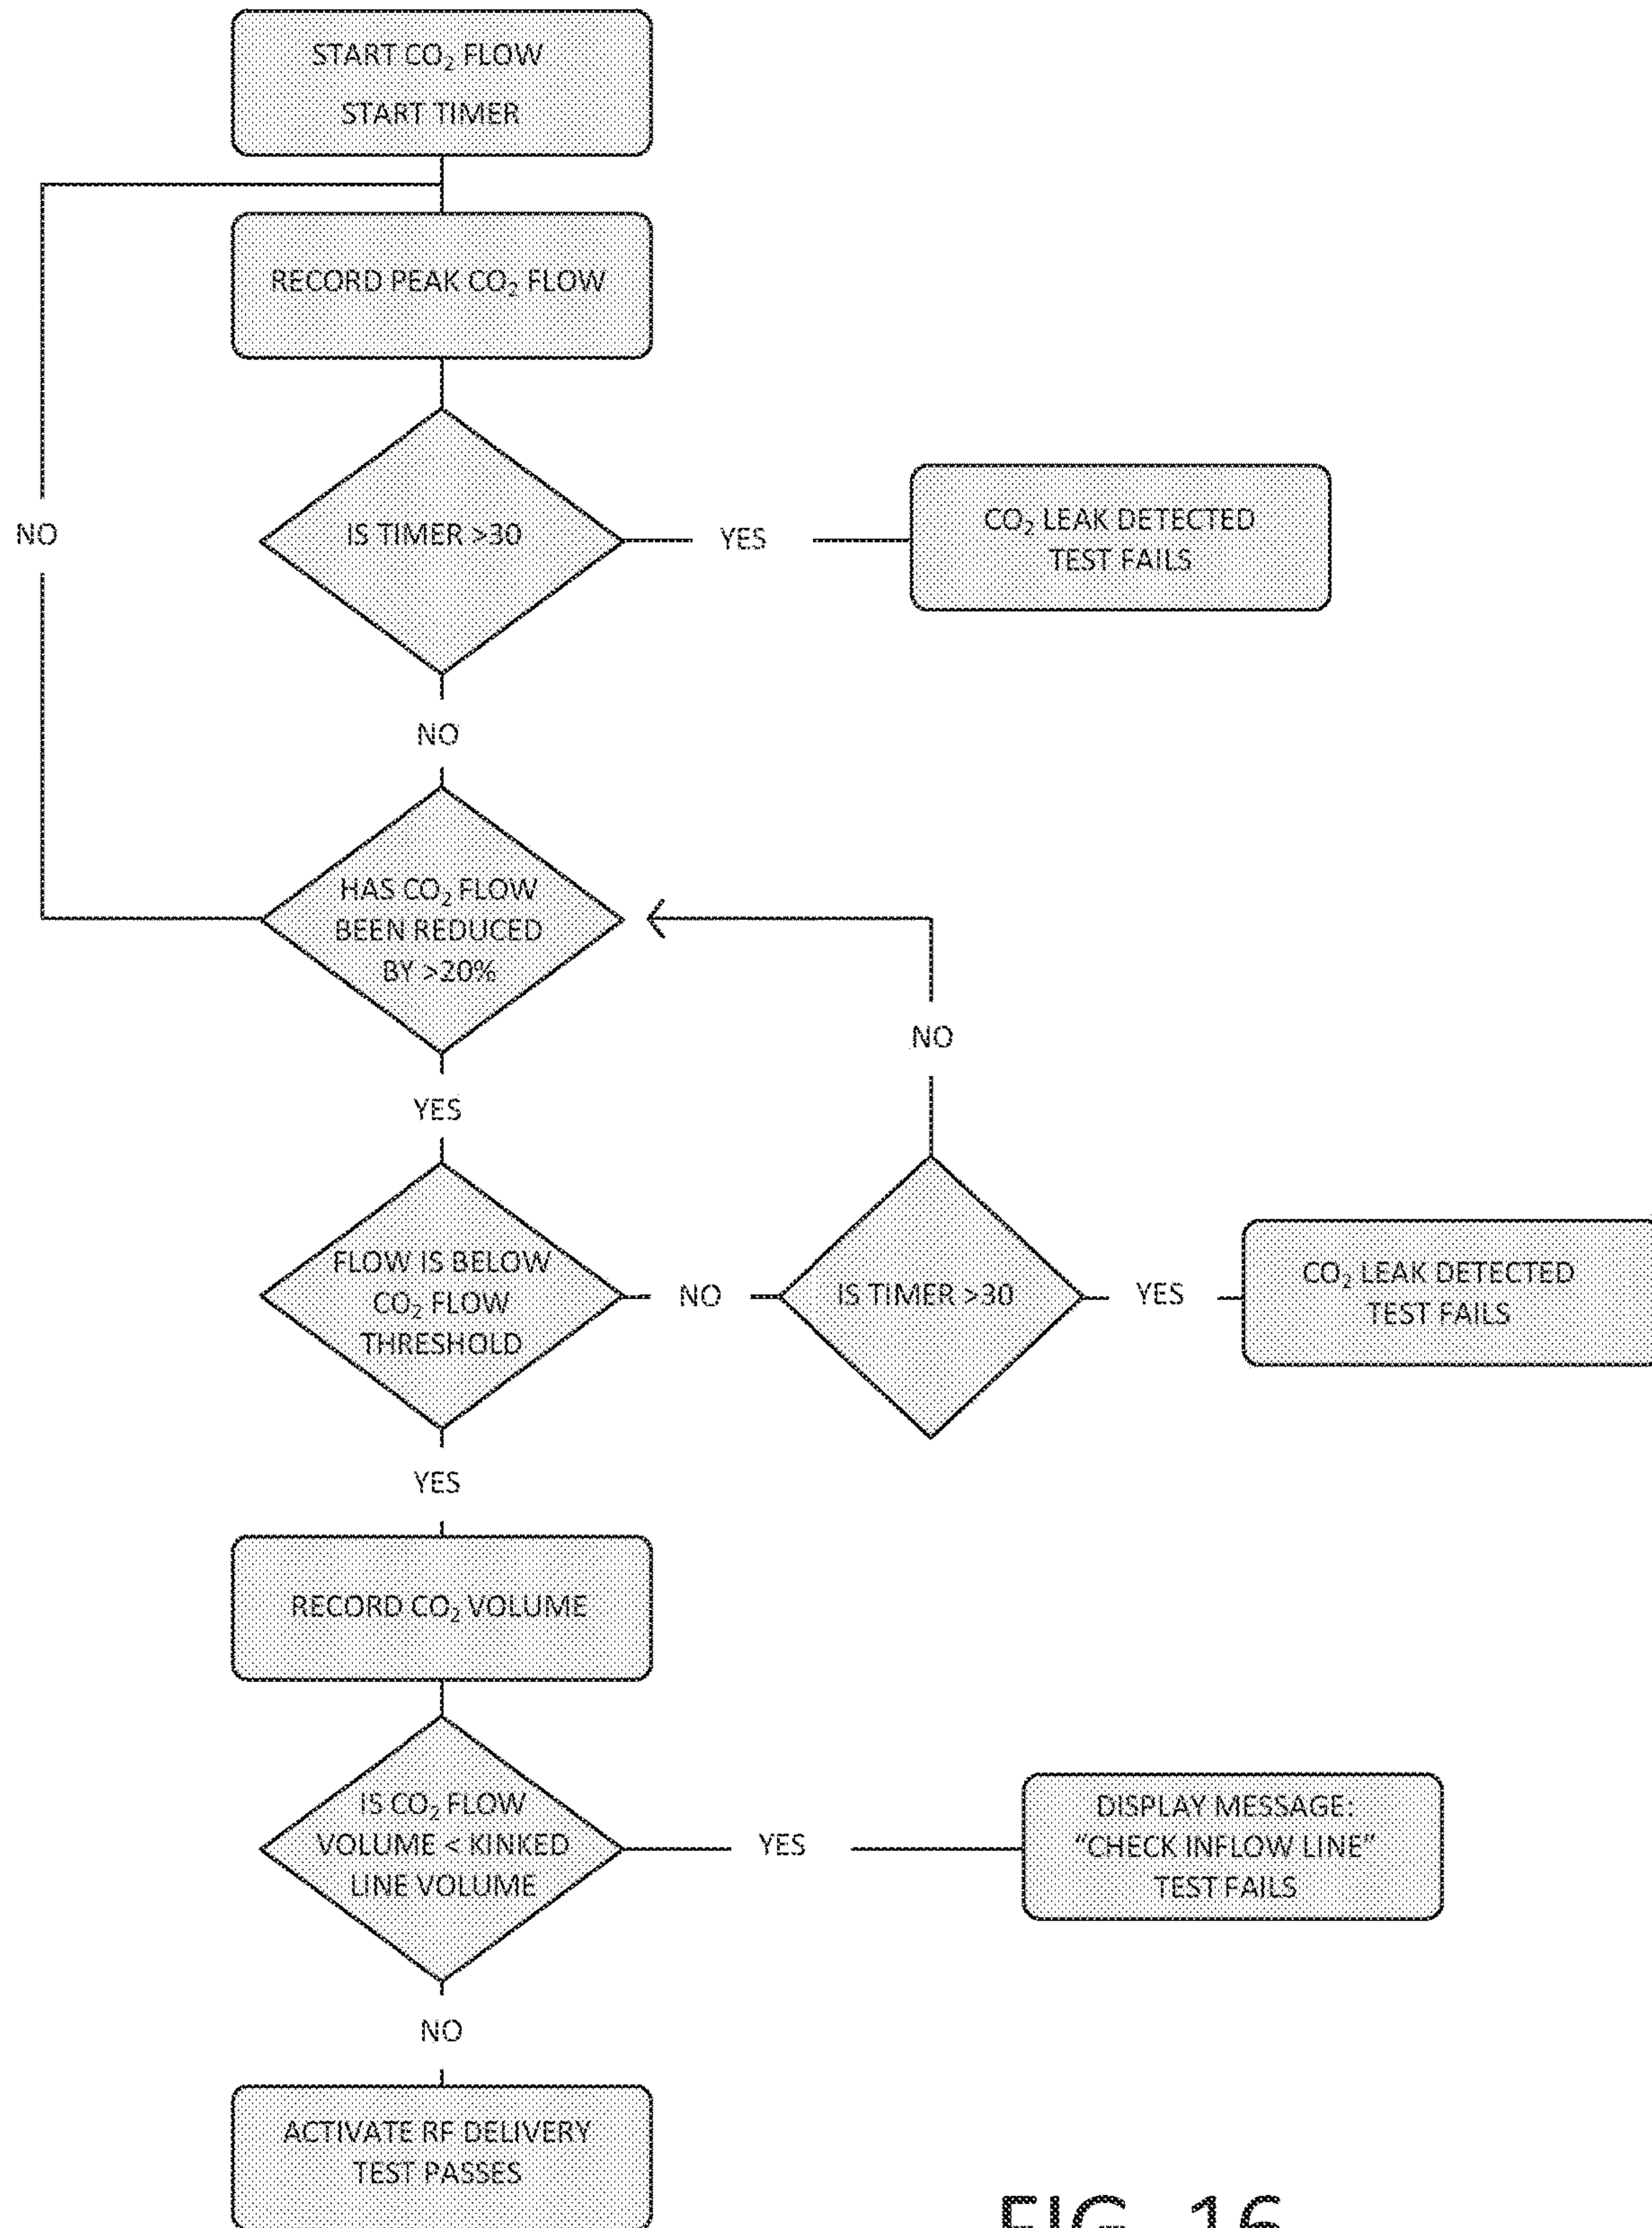 START CO₂ FLOW
START TIMER
RECORD PEAK CO₂ FLOW
IS TIMER >30
YES
CO₂ LEAK DETECTED
TEST FAILS
NO
NO
HAS CO₂ FLOW
BEEN REDUCED
BY >20%
NO
YES
FLOW IS BELOW
CO₂ FLOW
THRESHOLD
NO
IS TIMER >30
YES
CO₂ LEAK DETECTED
TEST FAILS
YES
RECORD CO₂ VOLUME
IS CO₂ FLOW
VOLUME < KINKED
LINE VOLUME
YES
DISPLAY MESSAGE:
"CHECK INFLOW LINE"
TEST FAILS
NO
ACTIVATE RF DELIVERY
TEST PASSES
FIG. 16